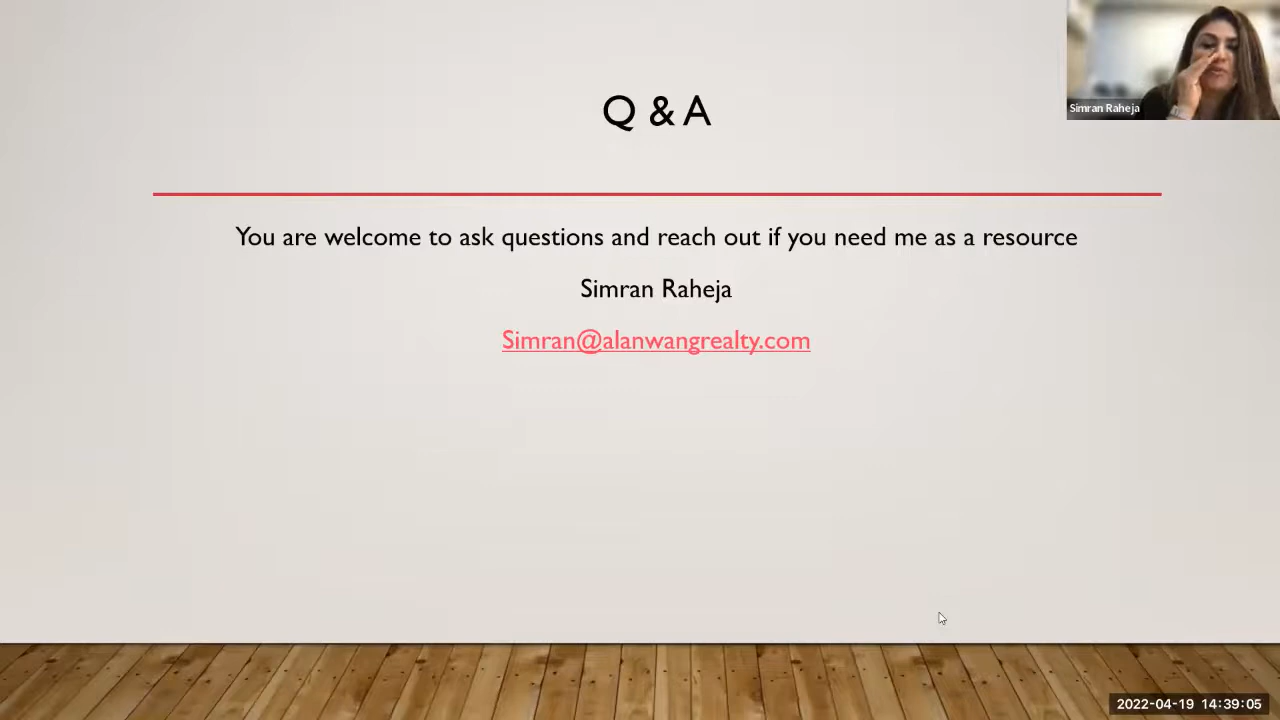 Simran Raheja
Q & A
You are welcome to ask questions and reach out if you need me as a resource
Simran Raheja
Simran@alanwangrealty.com
2022-04-19 14:39:05